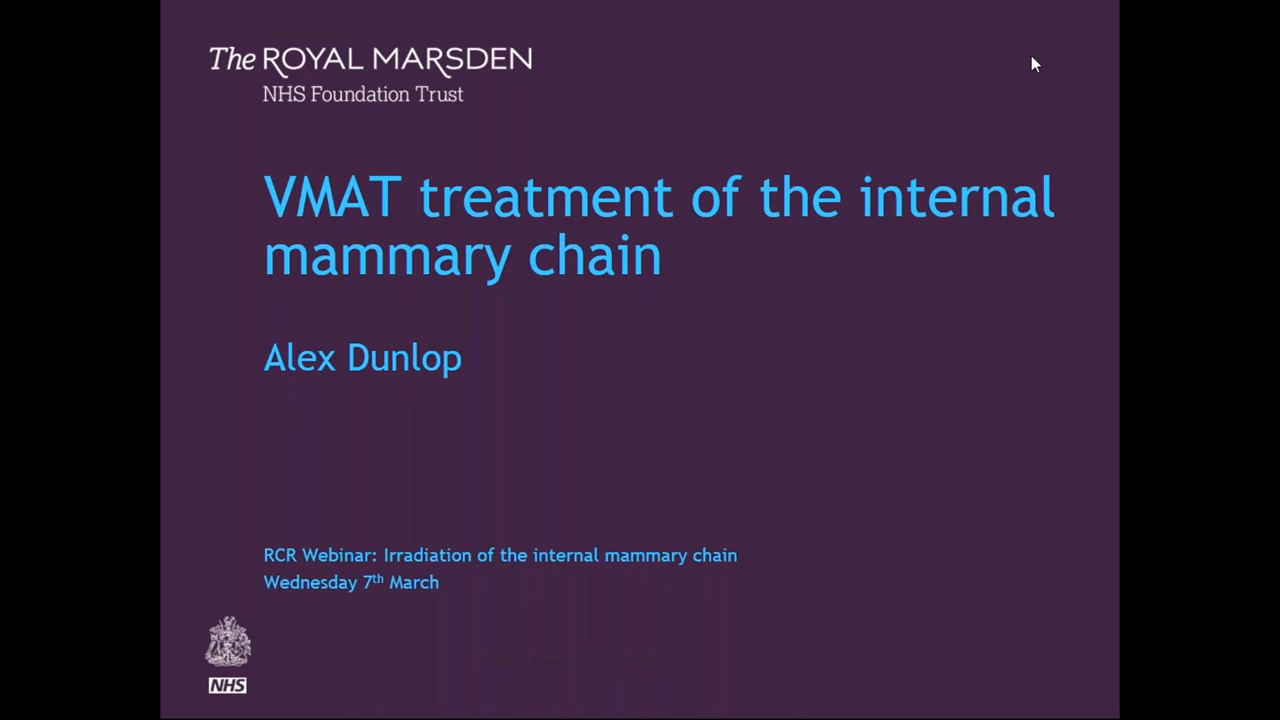 The ROYAL MARSDEN
NHS Foundation Trust
VMAT treatment of the internal
mammary chain
Alex Dunlop
RCR Webinar: Irradiation of the internal mammary chain
Wednesday 7th March
NHS